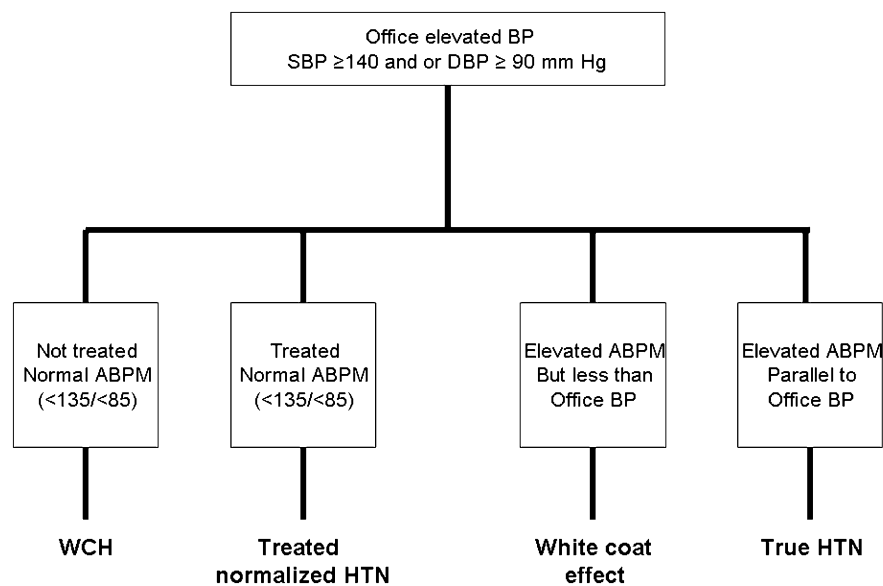 Office elevated BP
SBP ≥140 and or DBP ≥ 90 mm Hg
Not treated
Normal ABPM
(<135/<85)
Treated
Normal ABPM
(<135/<85)
Elevated ABPM
But less than
Office BP
Elevated ABPM
Parallel to
Office BP
WCH
Treated
normalized HTN
White coat
effect
True HTN